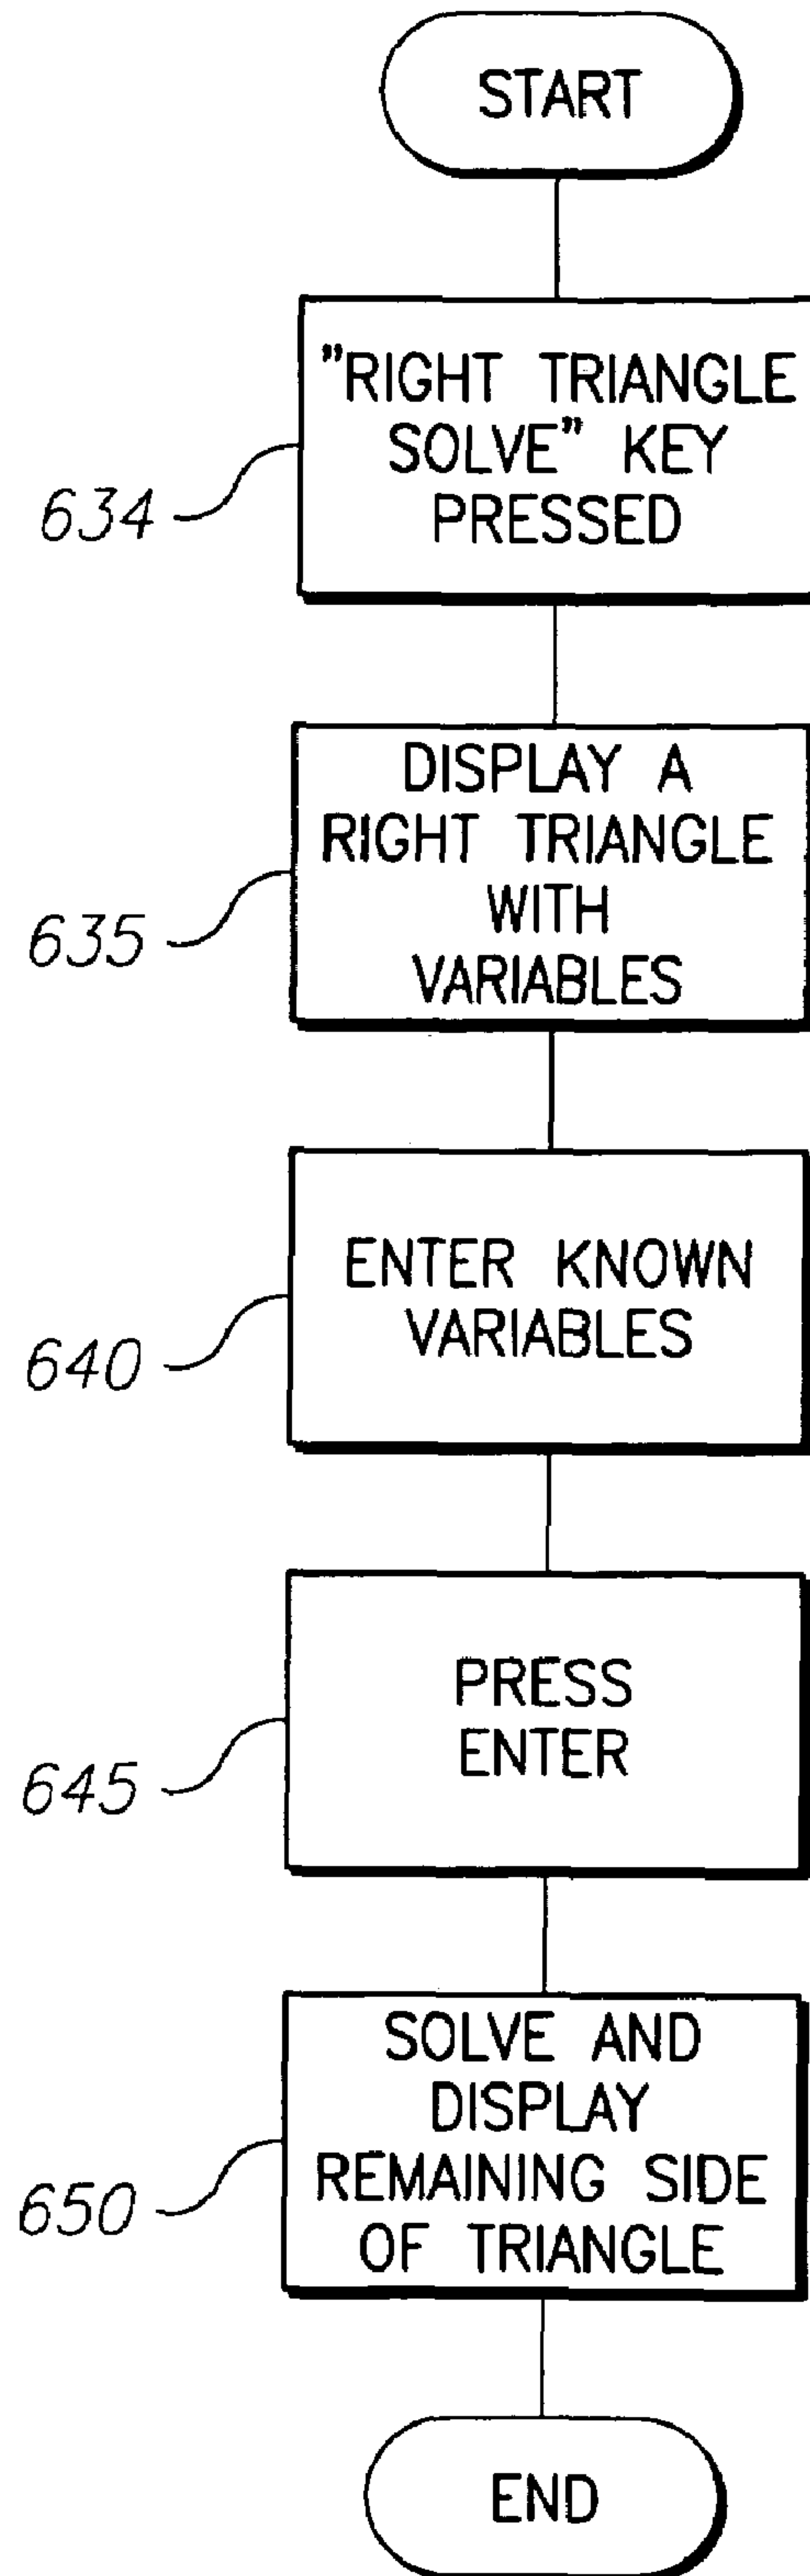 START
"RIGHT TRIANGLE
SOLVE" KEY
PRESSED
634
DISPLAY A
RIGHT TRIANGLE
WITH
VARIABLES
635
ENTER KNOWN
VARIABLES
640
PRESS
ENTER
645
SOLVE AND
DISPLAY
REMAINING SIDE
OF TRIANGLE
650
END